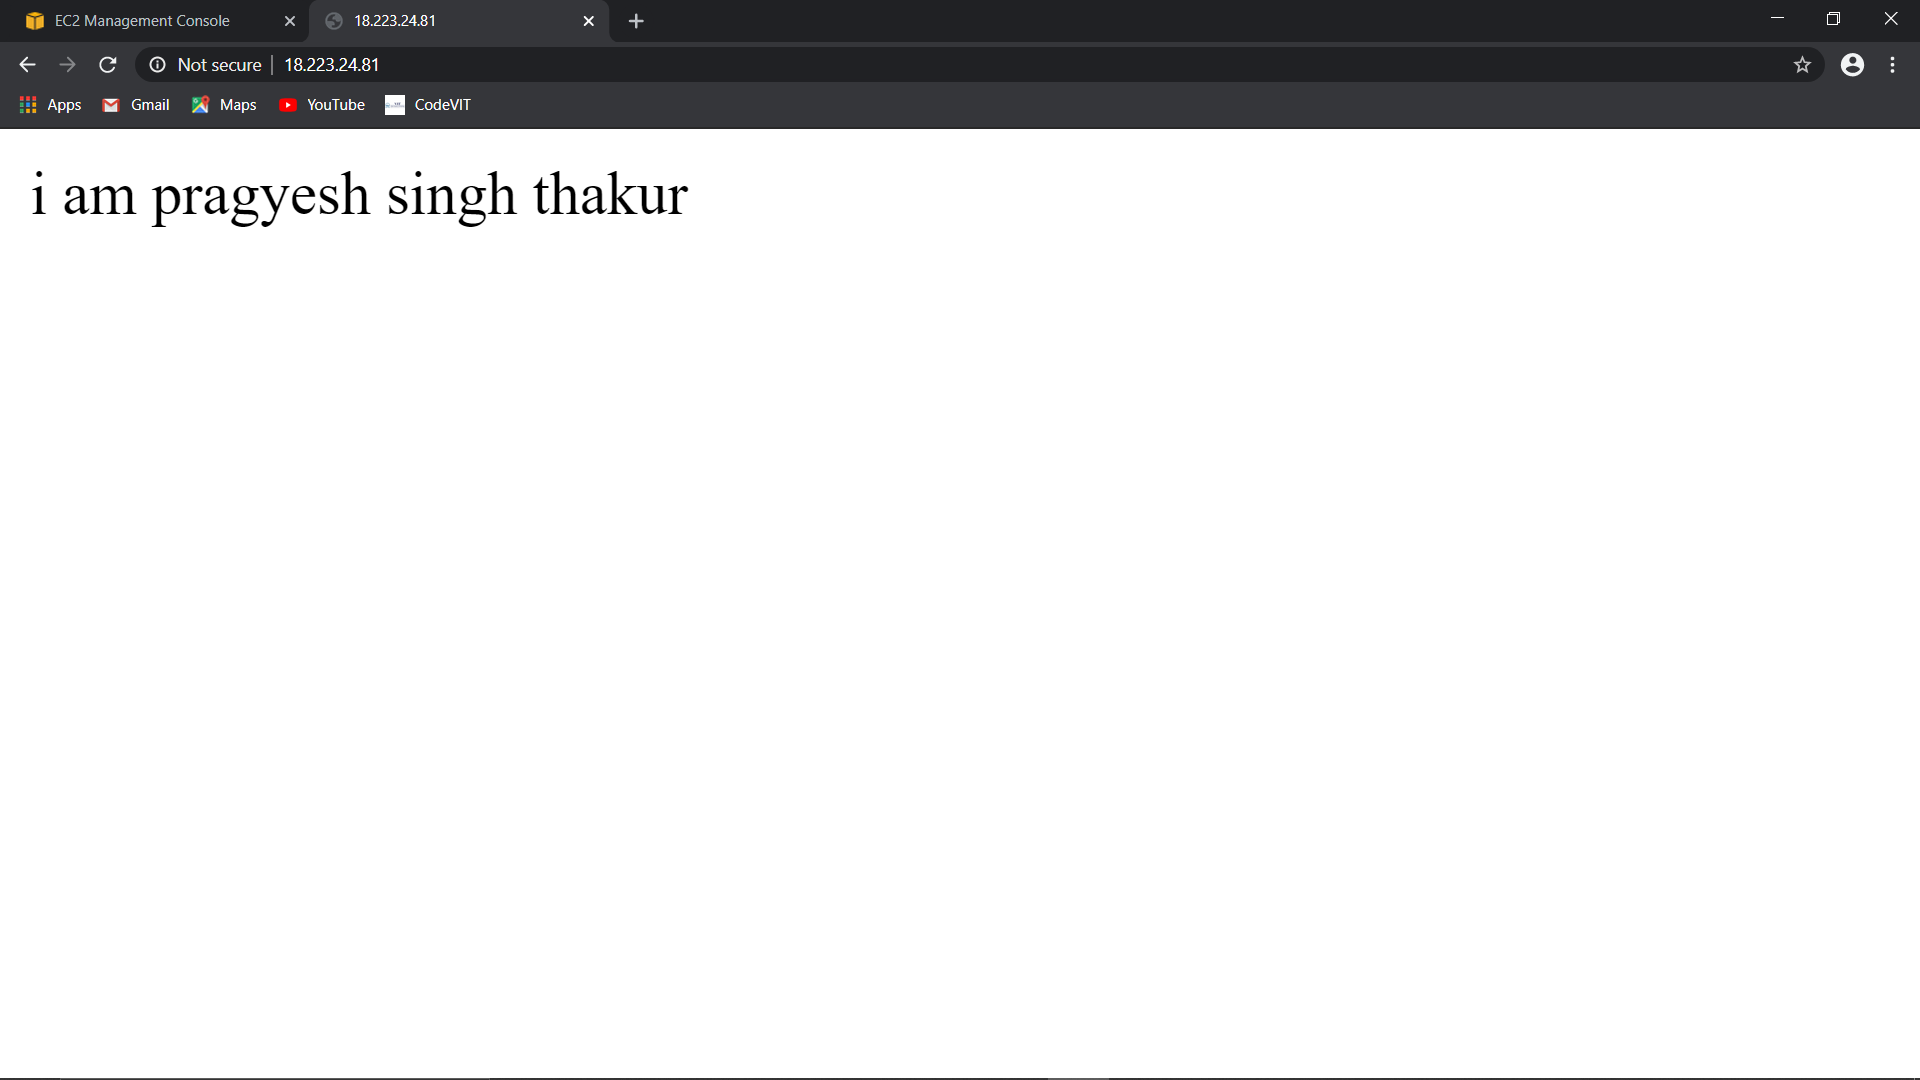 EC2 Management Console
18.223.24.81
Not secure
18.223.24.81
Apps
Gmail
Maps
YouTube
CodeVIT
i am pragyesh singh thakur